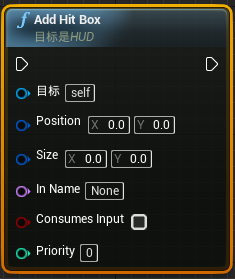 Add Hit Box
目标是HUD
目标 self
Position X 0.0 Y 0.0
Size X 0.0 Y 0.0
In Name None
Consumes Input
Priority 0